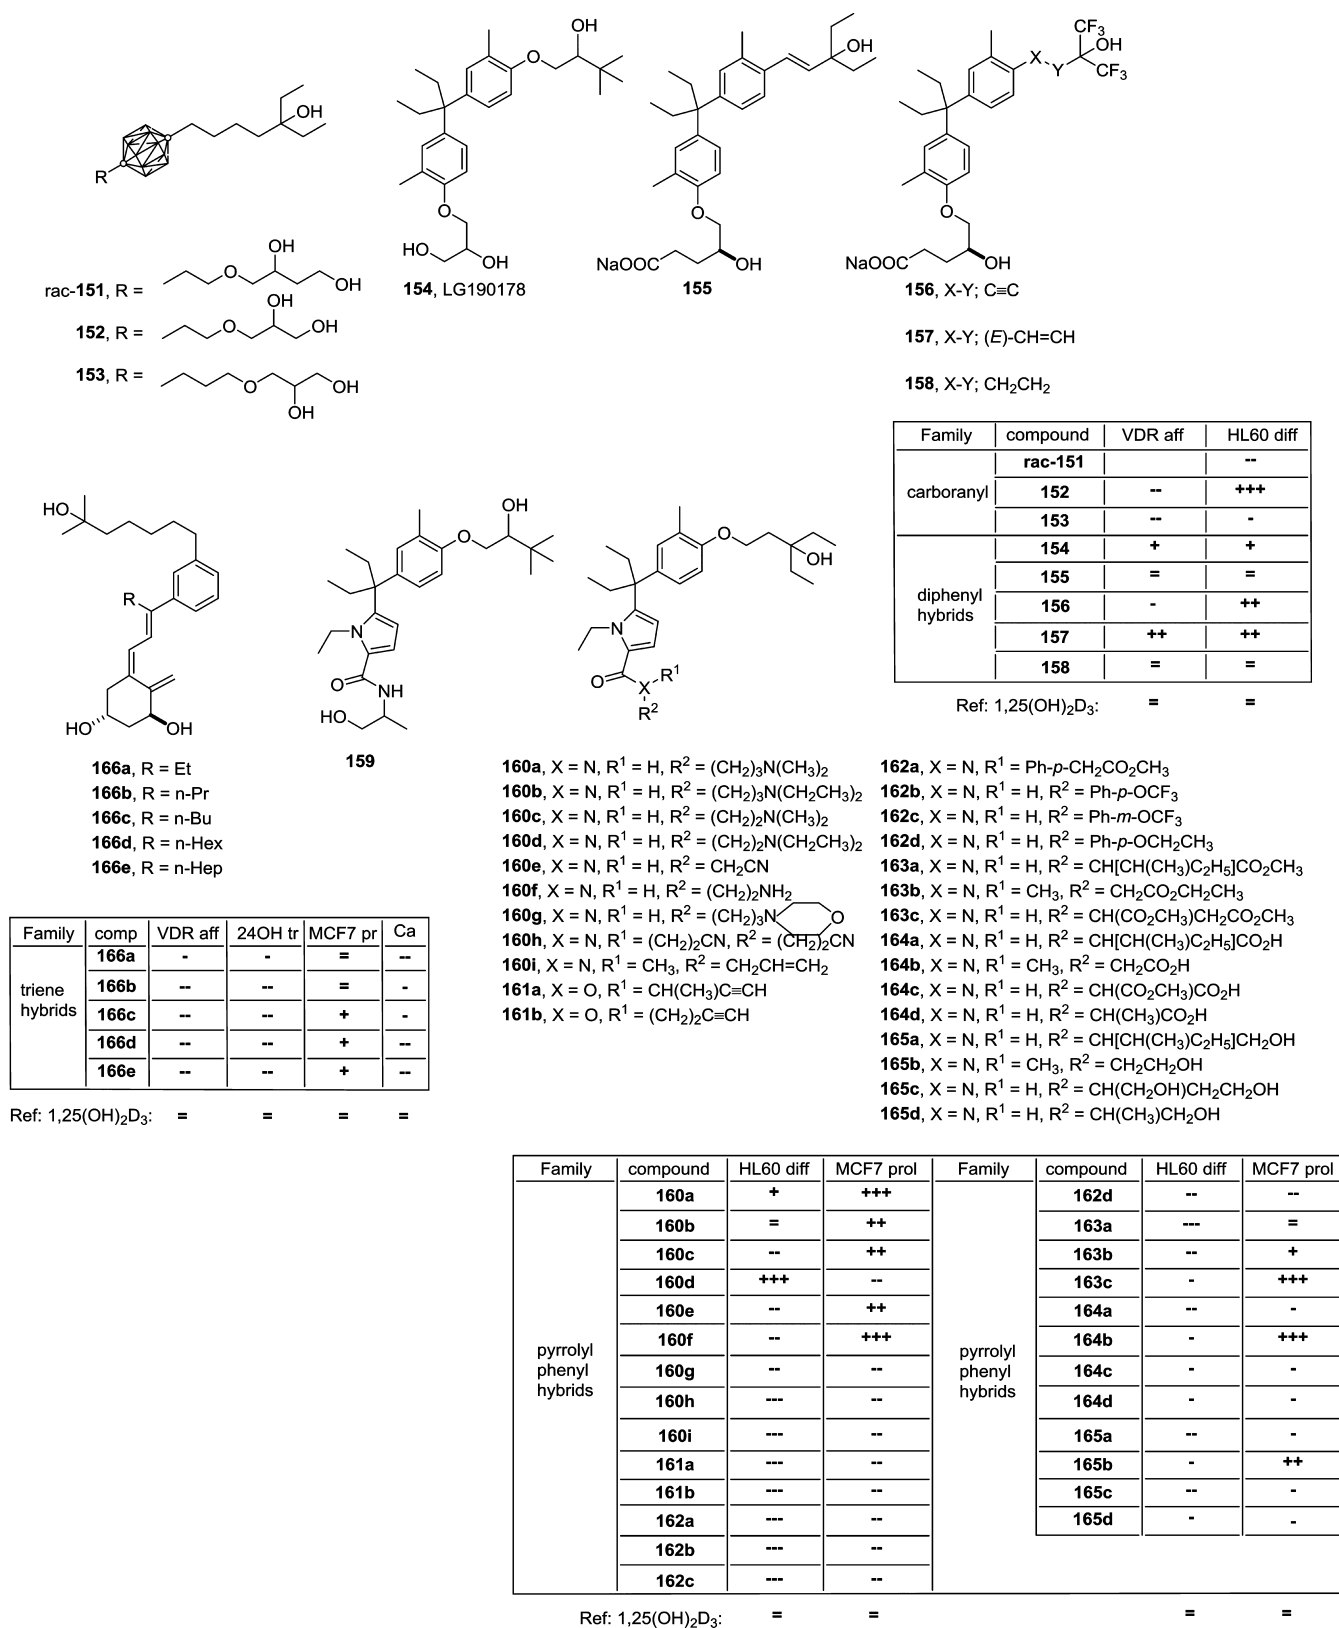 OH
R
rac-151, R =
O
OH
OH
152, R =
O
OH
OH
153, R =
O
OH
OH
O
OH
O
HO
OH
154, LG190178
OH
O
NaOOC
OH
155
X
Y
CF3
OH
CF3
O
NaOOC
OH
156, X-Y; C≡C
157, X-Y; (E)-CH=CH
158, X-Y; CH2CH2
Family compound VDR aff HL60 diff
carboranyl
rac-151 --
152 -- +++
153 -- -
diphenyl
hybrids
154 + +
155 = =
156 - ++
157 ++ ++
158 = =
Ref: 1,25(OH)2D3: = =
HO
R
HO
OH
166a, R = Et
166b, R = n-Pr
166c, R = n-Bu
166d, R = n-Hex
166e, R = n-Hep
O
OH
N
O
NH
HO
159
O
OH
N
O
X
R1
R2
160a, X = N, R1 = H, R2 = (CH2)3N(CH3)2
160b, X = N, R1 = H, R2 = (CH2)3N(CH2CH3)2
160c, X = N, R1 = H, R2 = (CH2)2N(CH3)2
160d, X = N, R1 = H, R2 = (CH2)2N(CH2CH3)2
160e, X = N, R1 = H, R2 = CH2CN
160f, X = N, R1 = H, R2 = (CH2)2NH2
160g, X = N, R1 = H, R2 = (CH2)3N O
160h, X = N, R1 = (CH2)2CN, R2 = (CH2)2CN
160i, X = N, R1 = CH3, R2 = CH2CH=CH2
161a, X = O, R1 = CH(CH3)C≡CH
161b, X = O, R1 = (CH2)2C≡CH
162a, X = N, R1 = Ph-p-CH2CO2CH3
162b, X = N, R1 = H, R2 = Ph-p-OCF3
162c, X = N, R1 = H, R2 = Ph-m-OCF3
162d, X = N, R1 = H, R2 = Ph-p-OCH2CH3
163a, X = N, R1 = H, R2 = CH[CH(CH3)C2H5]CO2CH3
163b, X = N, R1 = CH3, R2 = CH2CO2CH2CH3
163c, X = N, R1 = H, R2 = CH(CO2CH3)CH2CO2CH3
164a, X = N, R1 = H, R2 = CH[CH(CH3)C2H5]CO2H
164b, X = N, R1 = CH3, R2 = CH2CO2H
164c, X = N, R1 = H, R2 = CH(CO2CH3)CO2H
164d, X = N, R1 = H, R2 = CH(CH3)CO2H
165a, X = N, R1 = H, R2 = CH[CH(CH3)C2H5]CH2OH
165b, X = N, R1 = CH3, R2 = CH2CH2OH
165c, X = N, R1 = H, R2 = CH(CH2OH)CH2CH2OH
165d, X = N, R1 = H, R2 = CH(CH3)CH2OH
Family comp VDR aff 24OH tr MCF7 pr Ca
triene
hybrids
166a - - = --
166b -- -- = -
166c -- -- + -
166d -- -- + --
166e -- -- + --
Ref: 1,25(OH)2D3: = = = =
Family compound HL60 diff MCF7 prol Family compound HL60 diff MCF7 prol
160a + +++ 162d -- --
160b = ++ 163a --- =
160c -- ++ 163b -- +
160d +++ -- 163c - +++
160e -- ++ 164a -- -
160f -- +++ 164b - +++
pyrrolyl pyrrolyl
phenyl phenyl
hybrids hybrids
160g -- -- 164c - -
160h --- -- 164d - -
160i --- -- 165a -- -
161a --- -- 165b - ++
161b --- -- 165c -- -
162a --- -- 165d - -
162b --- --
162c --- --
Ref: 1,25(OH)2D3: = = = =